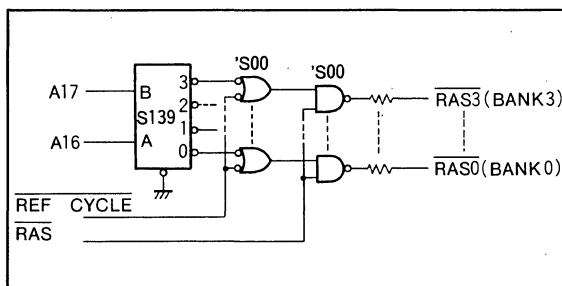 'S00 'S00
A17 B 3 RAS3 (BANK3)
2
S139
1
A16 A 0 RAS0 (BANK0)
REF CYCLE
RAS